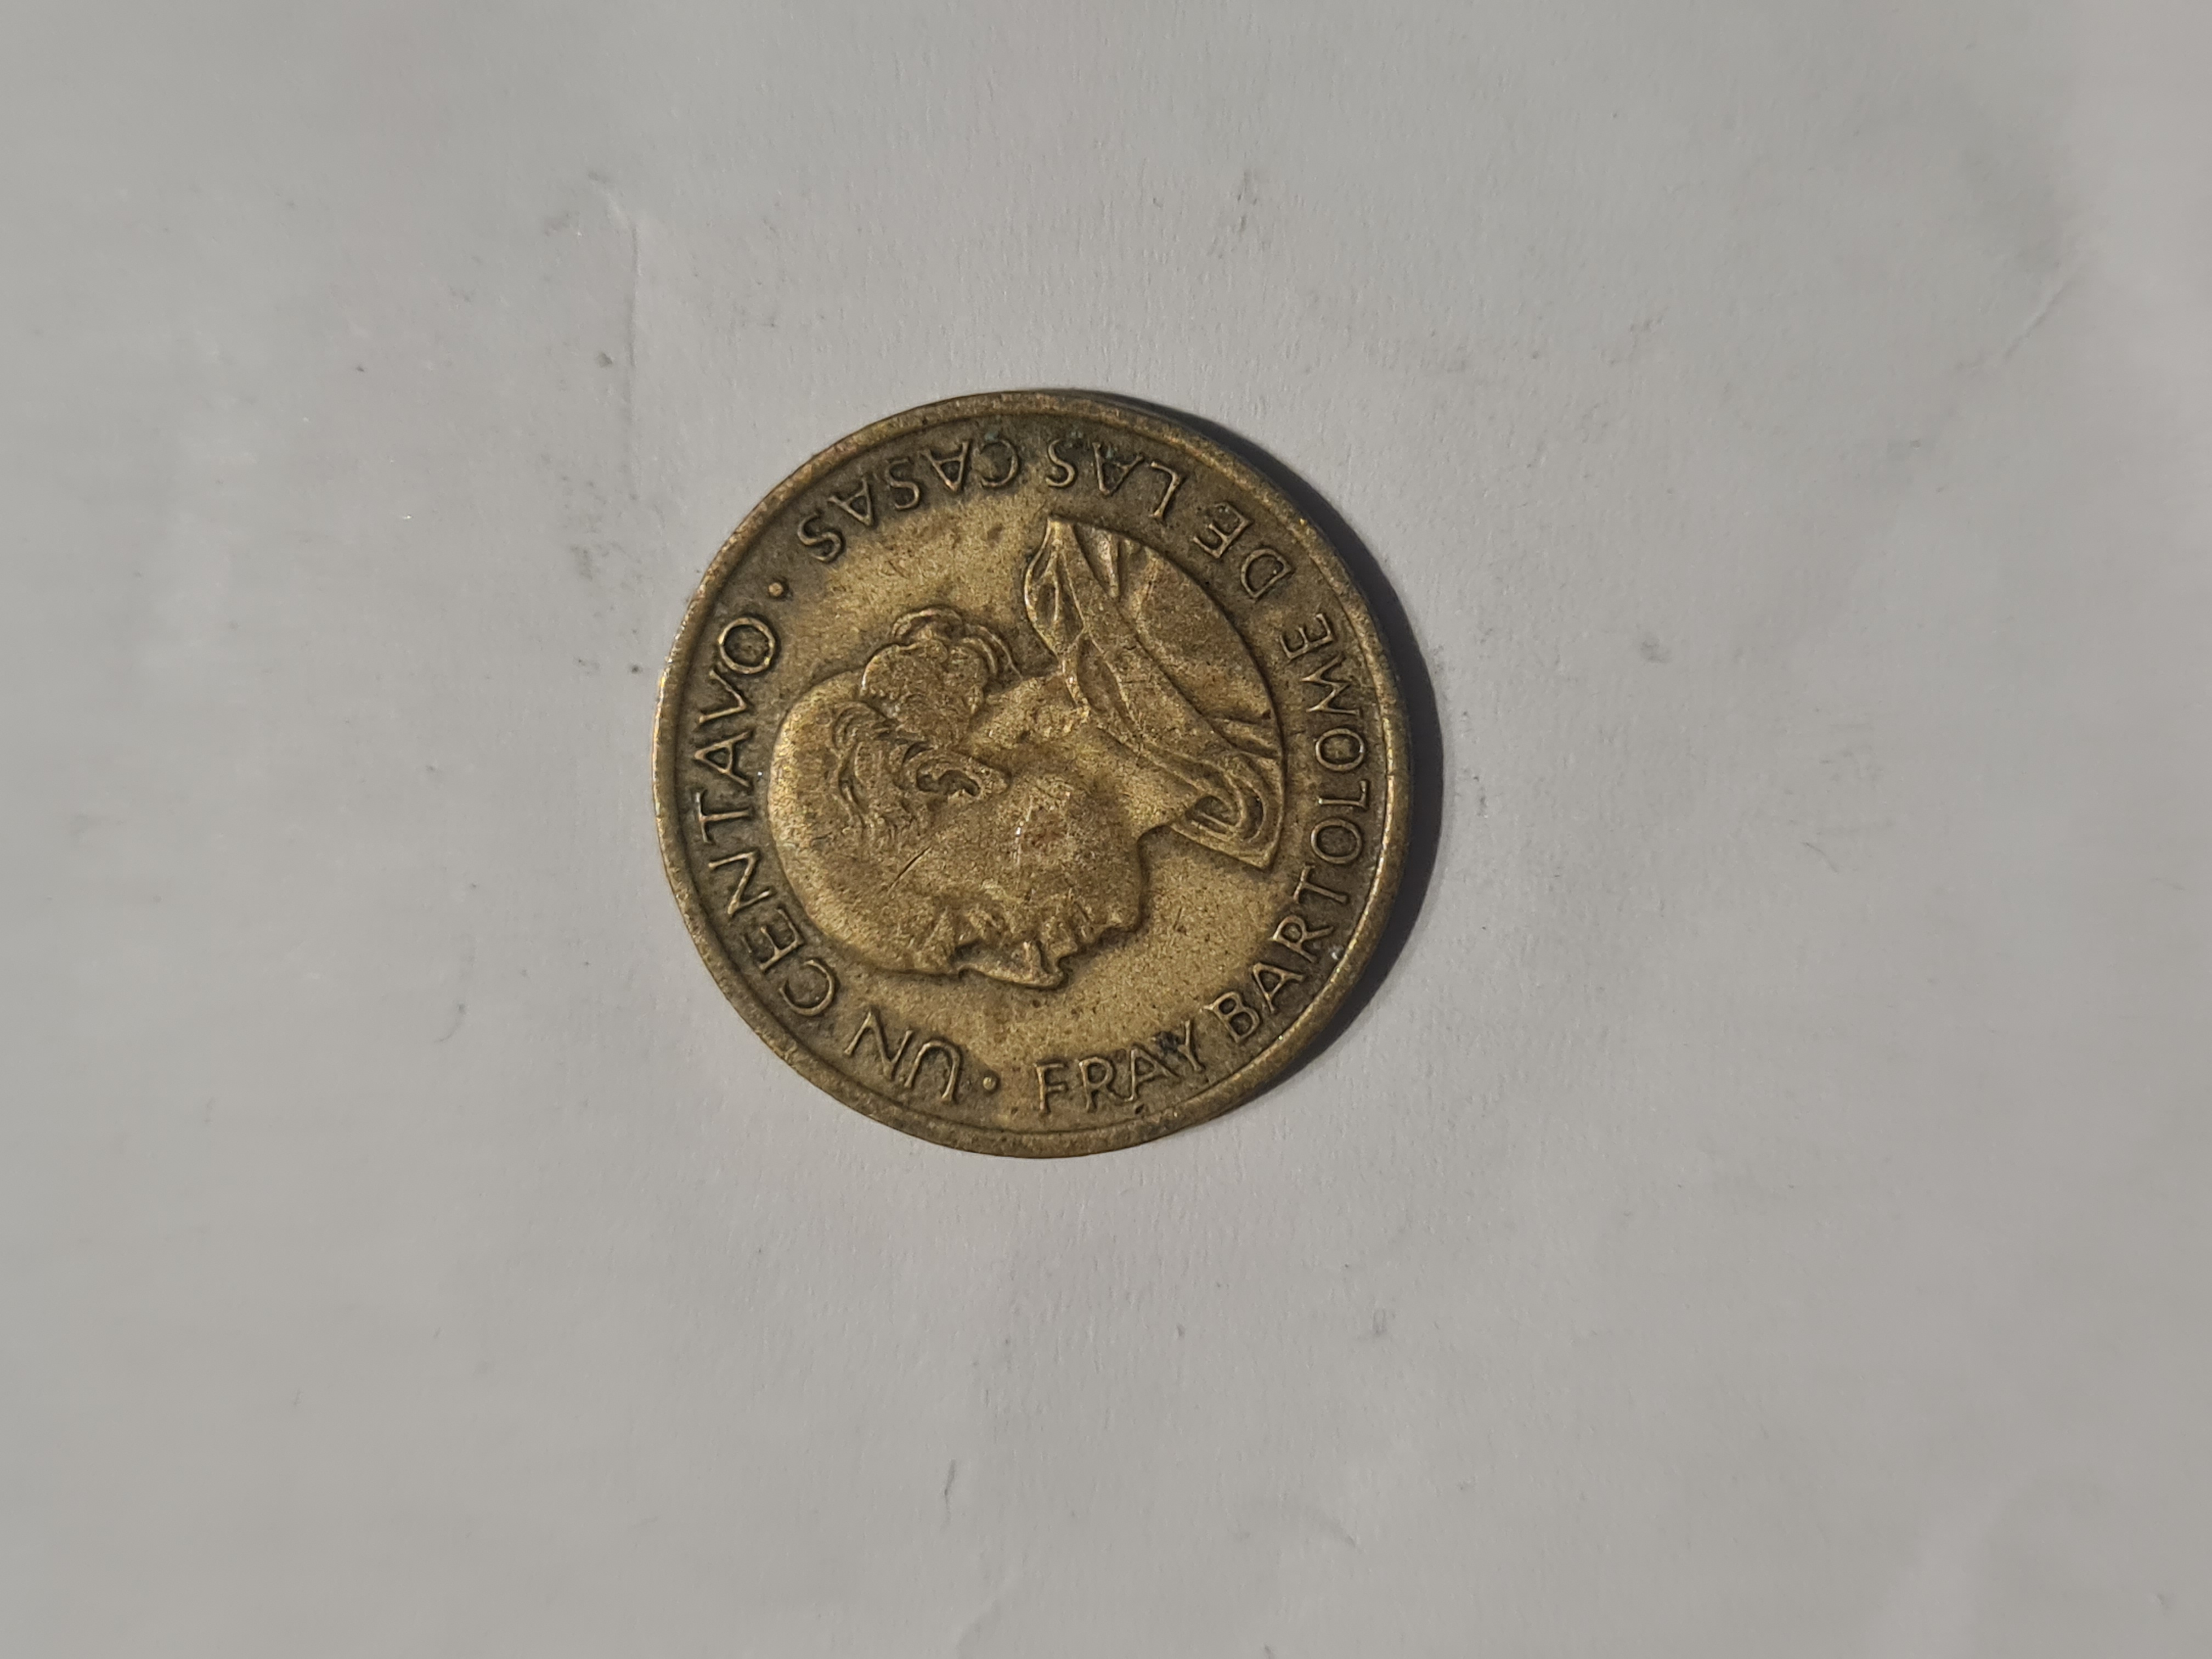 FRAY BARTOLOME DE LAS CASAS
· UN CENTAVO ·